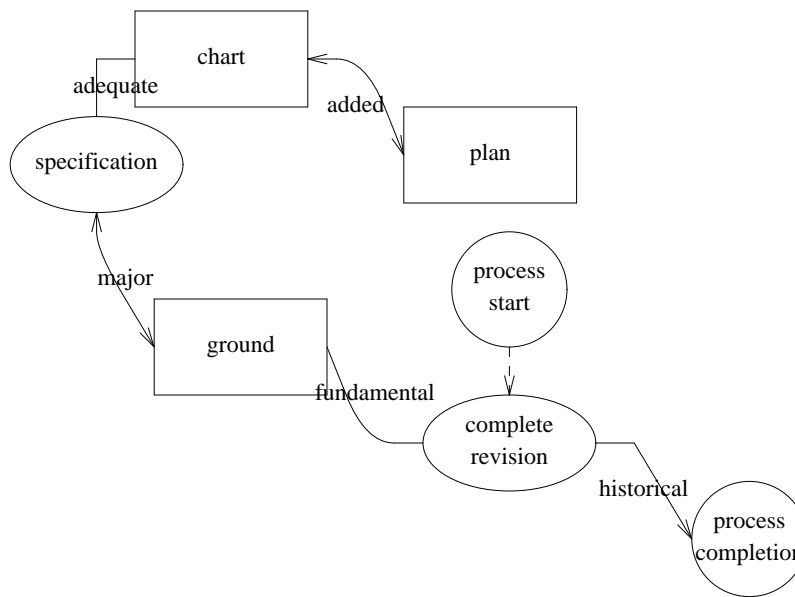 chart
adequate
added
plan
specification
process
start
major
ground
fundamental
complete
revision
historical
process
completion